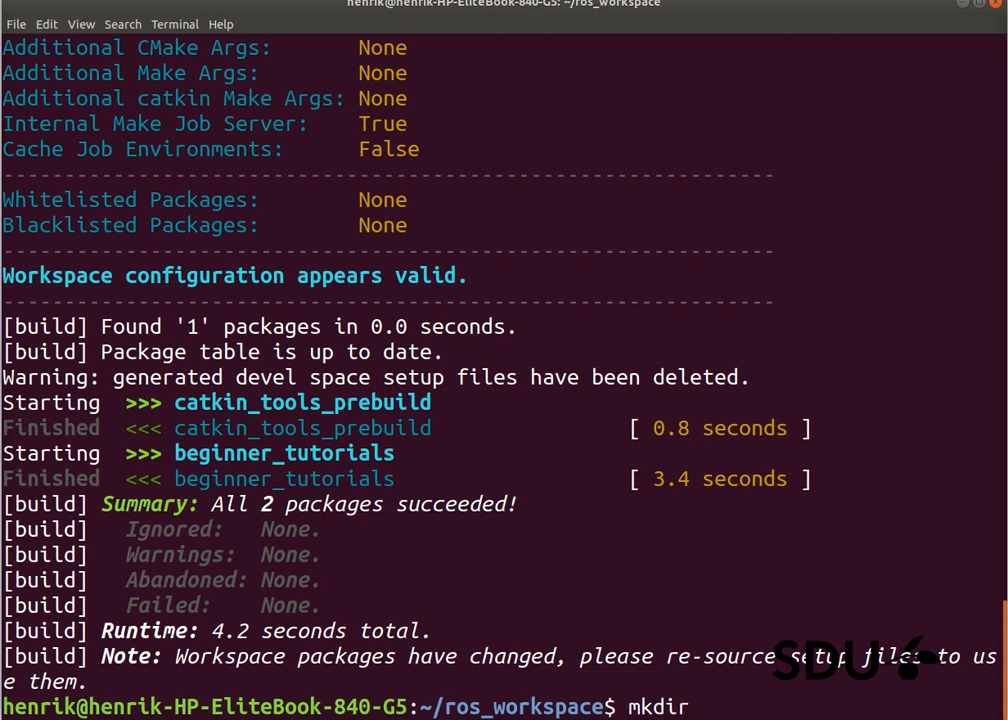 henrik@henrik-HP-EliteBook-840-G5: ~/ros_workspace
File Edit View Search Terminal Help
Additional CMake Args: None
Additional Make Args: None
Additional catkin Make Args: None
Internal Make Job Server: True
Cache Job Environments: False
---------------------------------------------------------------
Whitelisted Packages: None
Blacklisted Packages: None
---------------------------------------------------------------
Workspace configuration appears valid.
---------------------------------------------------------------
[build] Found '1' packages in 0.0 seconds.
[build] Package table is up to date.
Warning: generated devel space setup files have been deleted.
Starting >>> catkin_tools_prebuild
Finished <<< catkin_tools_prebuild [ 0.8 seconds ]
Starting >>> beginner_tutorials
Finished <<< beginner_tutorials [ 3.4 seconds ]
[build] Summary: All 2 packages succeeded!
[build] Ignored: None.
[build] Warnings: None.
[build] Abandoned: None.
[build] Failed: None.
[build] Runtime: 4.2 seconds total.
[build] Note: Workspace packages have changed, please re-source setup files to us
e them.
henrik@henrik-HP-EliteBook-840-G5:~/ros_workspace$ mkdir
SDU